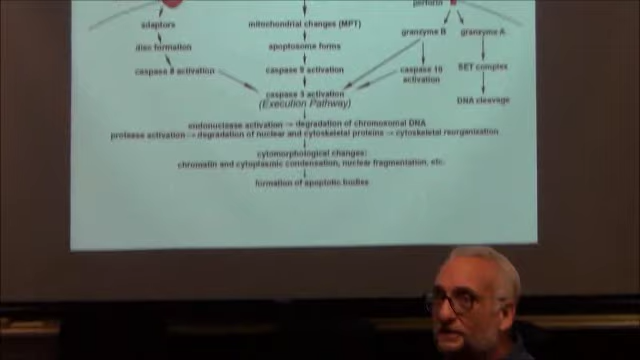 perforin
adaptors
mitochondrial changes (MPT)
granzyme B granzyme A
disc formation
apoptosome forms
caspase 8 activation
caspase 9 activation
caspase 10
activation
SET complex
caspase 3 activation
(Execution Pathway)
DNA cleavage
endonuclease activation → degradation of chromosomal DNA
protease activation → degradation of nuclear and cytoskeletal proteins → cytoskeletal reorganisation
cytomorphological changes:
chromatin and cytoplasmic condensation, nuclear fragmentation, etc.
formation of apoptotic bodies